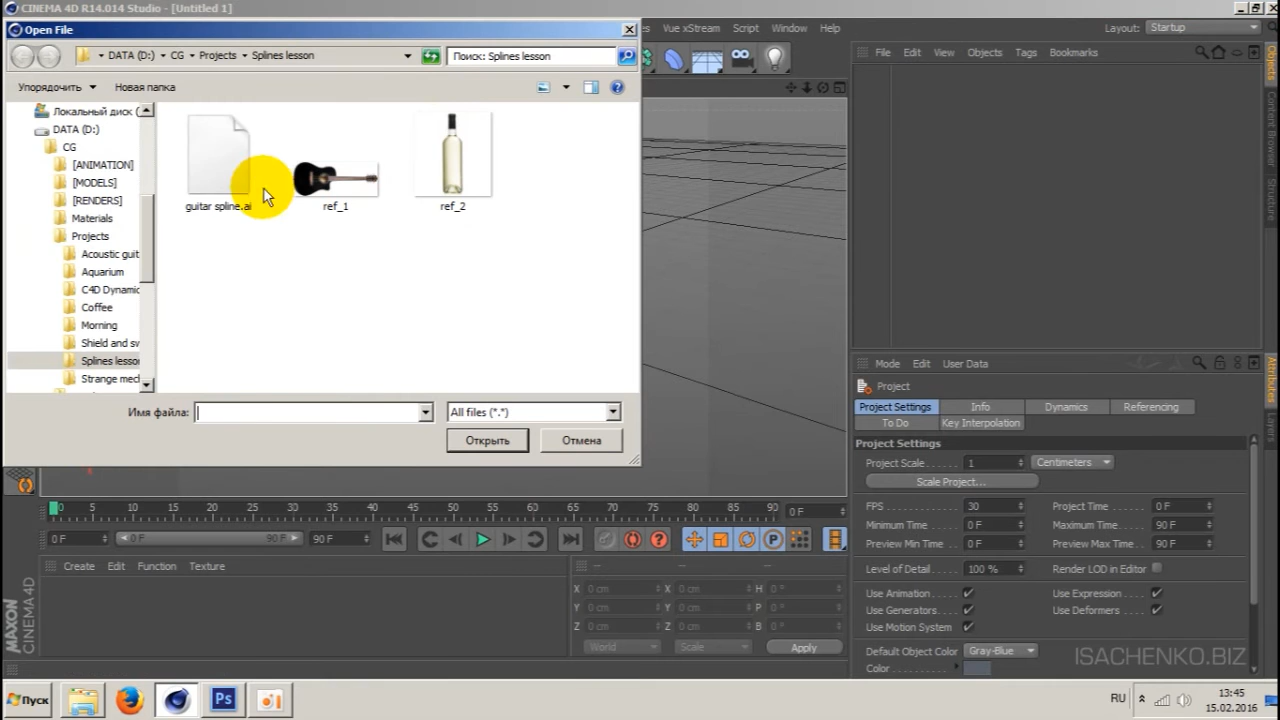 CINEMA 4D R14.014 Studio - [Untitled 1]
Open File
DATA (D:) CG Projects Splines lesson
Поиск: Splines lesson
Упорядочить Новая папка
Локальный диск (
DATA (D:)
CG
[ANIMATION]
[MODELS]
[RENDERS]
Materials
Projects
Acoustic guit
Aquarium
C4D Dynamic
Coffee
Morning
Shield and sw
Splines lesso
Strange mec
guitar spline.ai
ref_1
ref_2
Имя файла:
All files (*.*)
Открыть
Отмена
Vue xStream Script Window Help
Layout: Startup
File Edit View Objects Tags Bookmarks
Objects
Content Browser
Structure
Mode Edit User Data
Attributes
Layers
Project
Project Settings Info Dynamics Referencing
To Do Key Interpolation
Project Settings
Project Scale 1 Centimeters
Scale Project...
FPS 30 Project Time 0 F
Minimum Time 0 F Maximum Time 90 F
Preview Min Time 0 F Preview Max Time 90 F
Level of Detail 100 % Render LOD in Editor
Use Animation Use Expression
Use Generators Use Deformers
Use Motion System
Default Object Color Gray-Blue
Color
0 5 10 15 20 25 30 35 40 45 50 55 60 65 70 75 80 85 90 0 F
0 F 0 F 90 F 90 F
Create Edit Function Texture
-- -- --
X 0 cm X 0 cm H 0 °
Y 0 cm Y 0 cm P 0 °
Z 0 cm Z 0 cm B 0 °
World Scale Apply
MAXON
CINEMA 4D
ISACHENKO.BIZ
Пуск
Ps
RU
13:45
15.02.2016